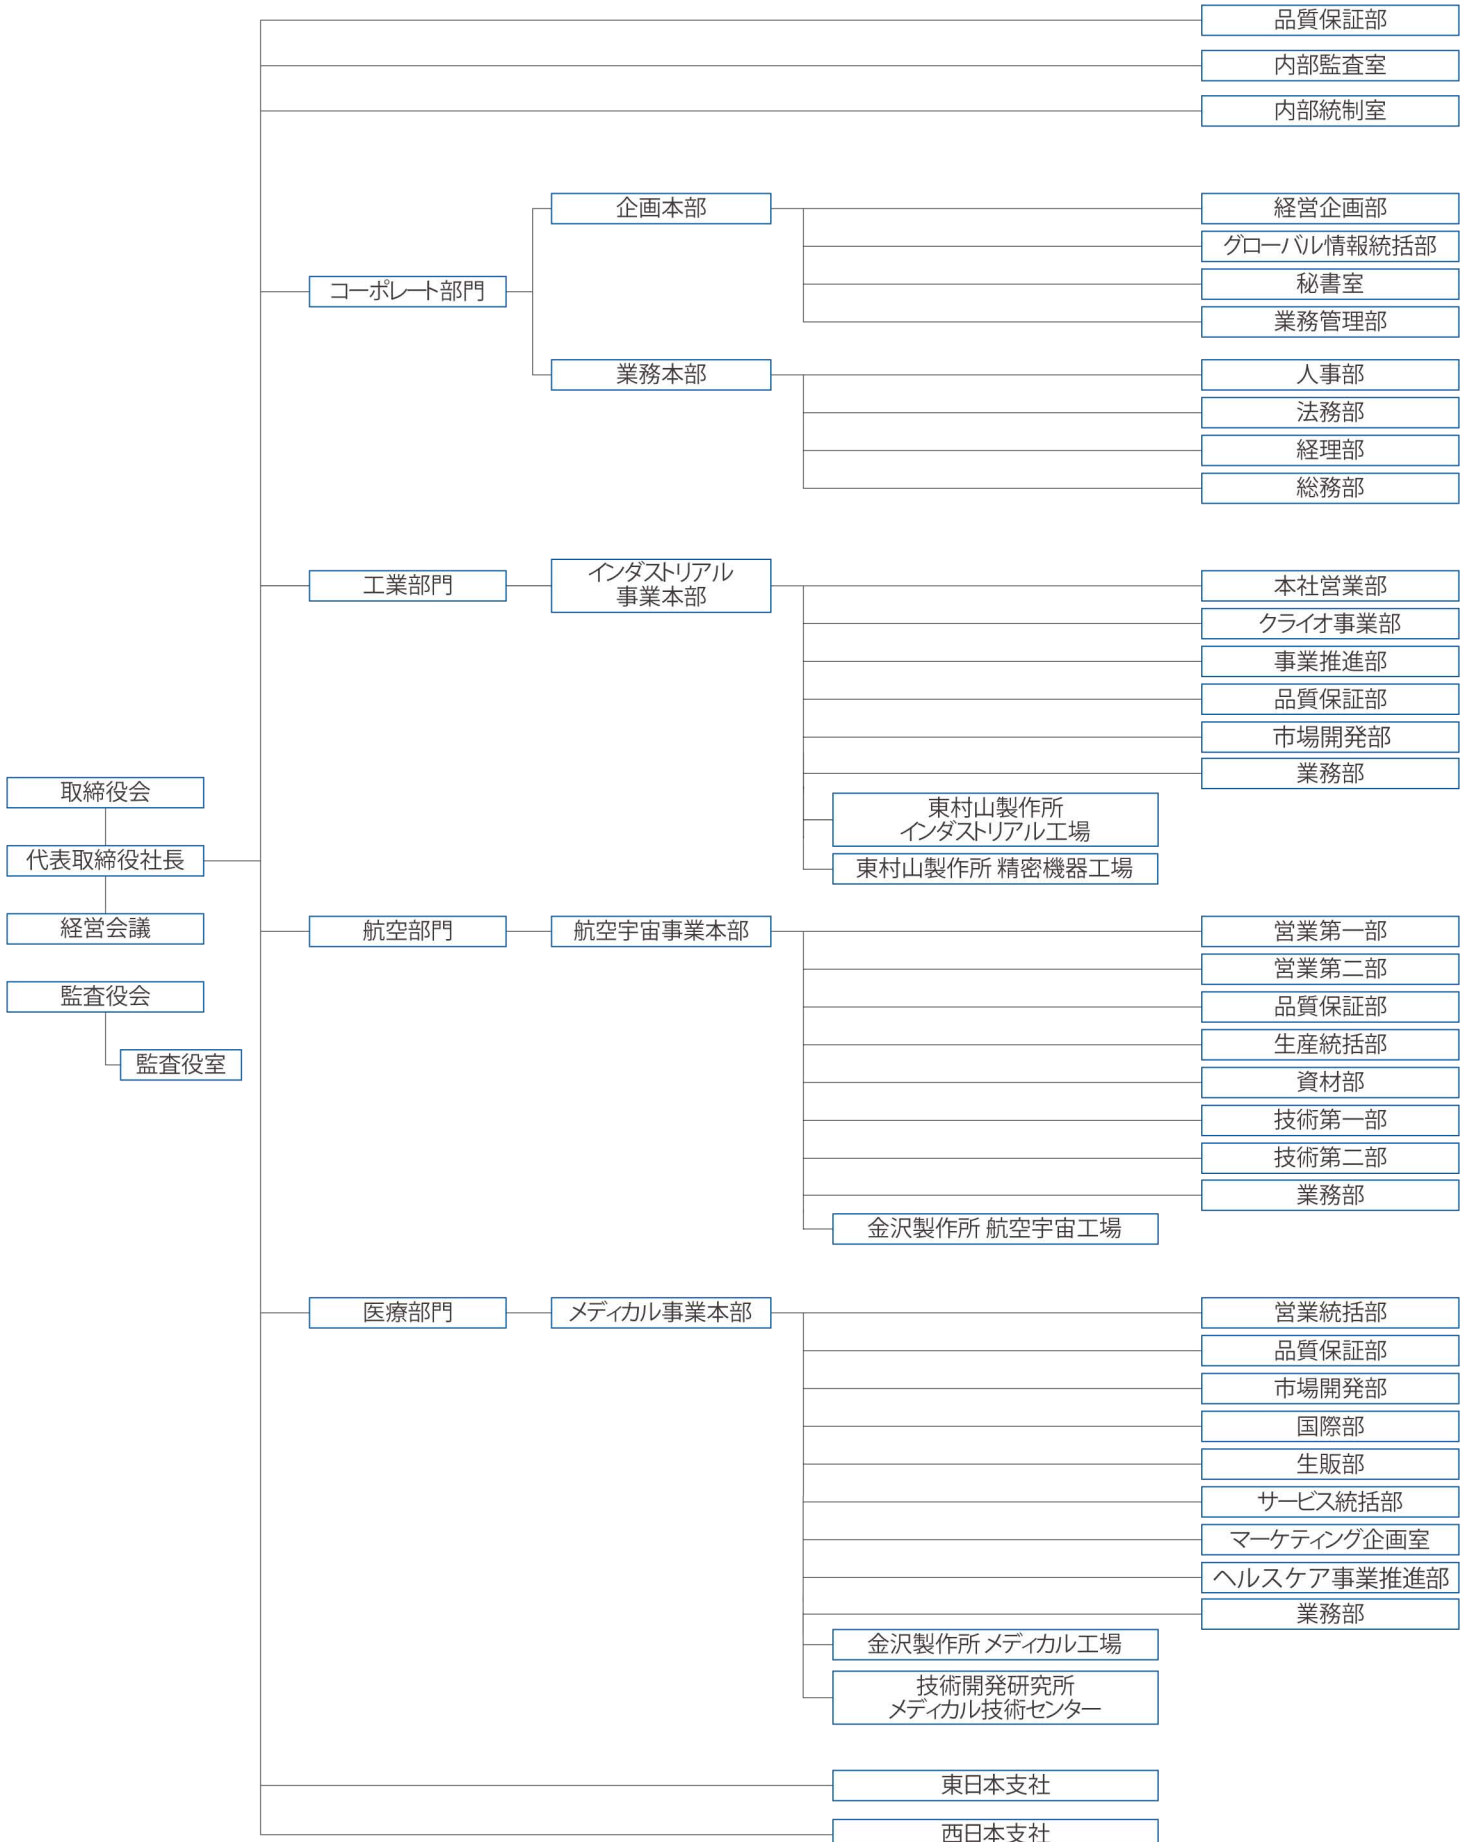 品質保証部
内部監査室
内部統制室
企画本部
経営企画部
グローバル情報統括部
コーポレート部門
秘書室
業務管理部
業務本部
人事部
法務部
経理部
総務部
工業部門
インダストリアル
事業本部
本社営業部
クライオ事業部
事業推進部
品質保証部
市場開発部
業務部
東村山製作所
インダストリアル工場
東村山製作所 精密機器工場
取締役会
代表取締役社長
経営会議
監査役会
監査役室
航空部門
航空宇宙事業本部
営業第一部
営業第二部
品質保証部
生産統括部
資材部
技術第一部
技術第二部
業務部
金沢製作所 航空宇宙工場
医療部門
メディカル事業本部
営業統括部
品質保証部
市場開発部
国際部
生販部
サービス統括部
マーケティング企画室
ヘルスケア事業推進部
業務部
金沢製作所 メディカル工場
技術開発研究所
メディカル技術センター
東日本支社
西日本支社